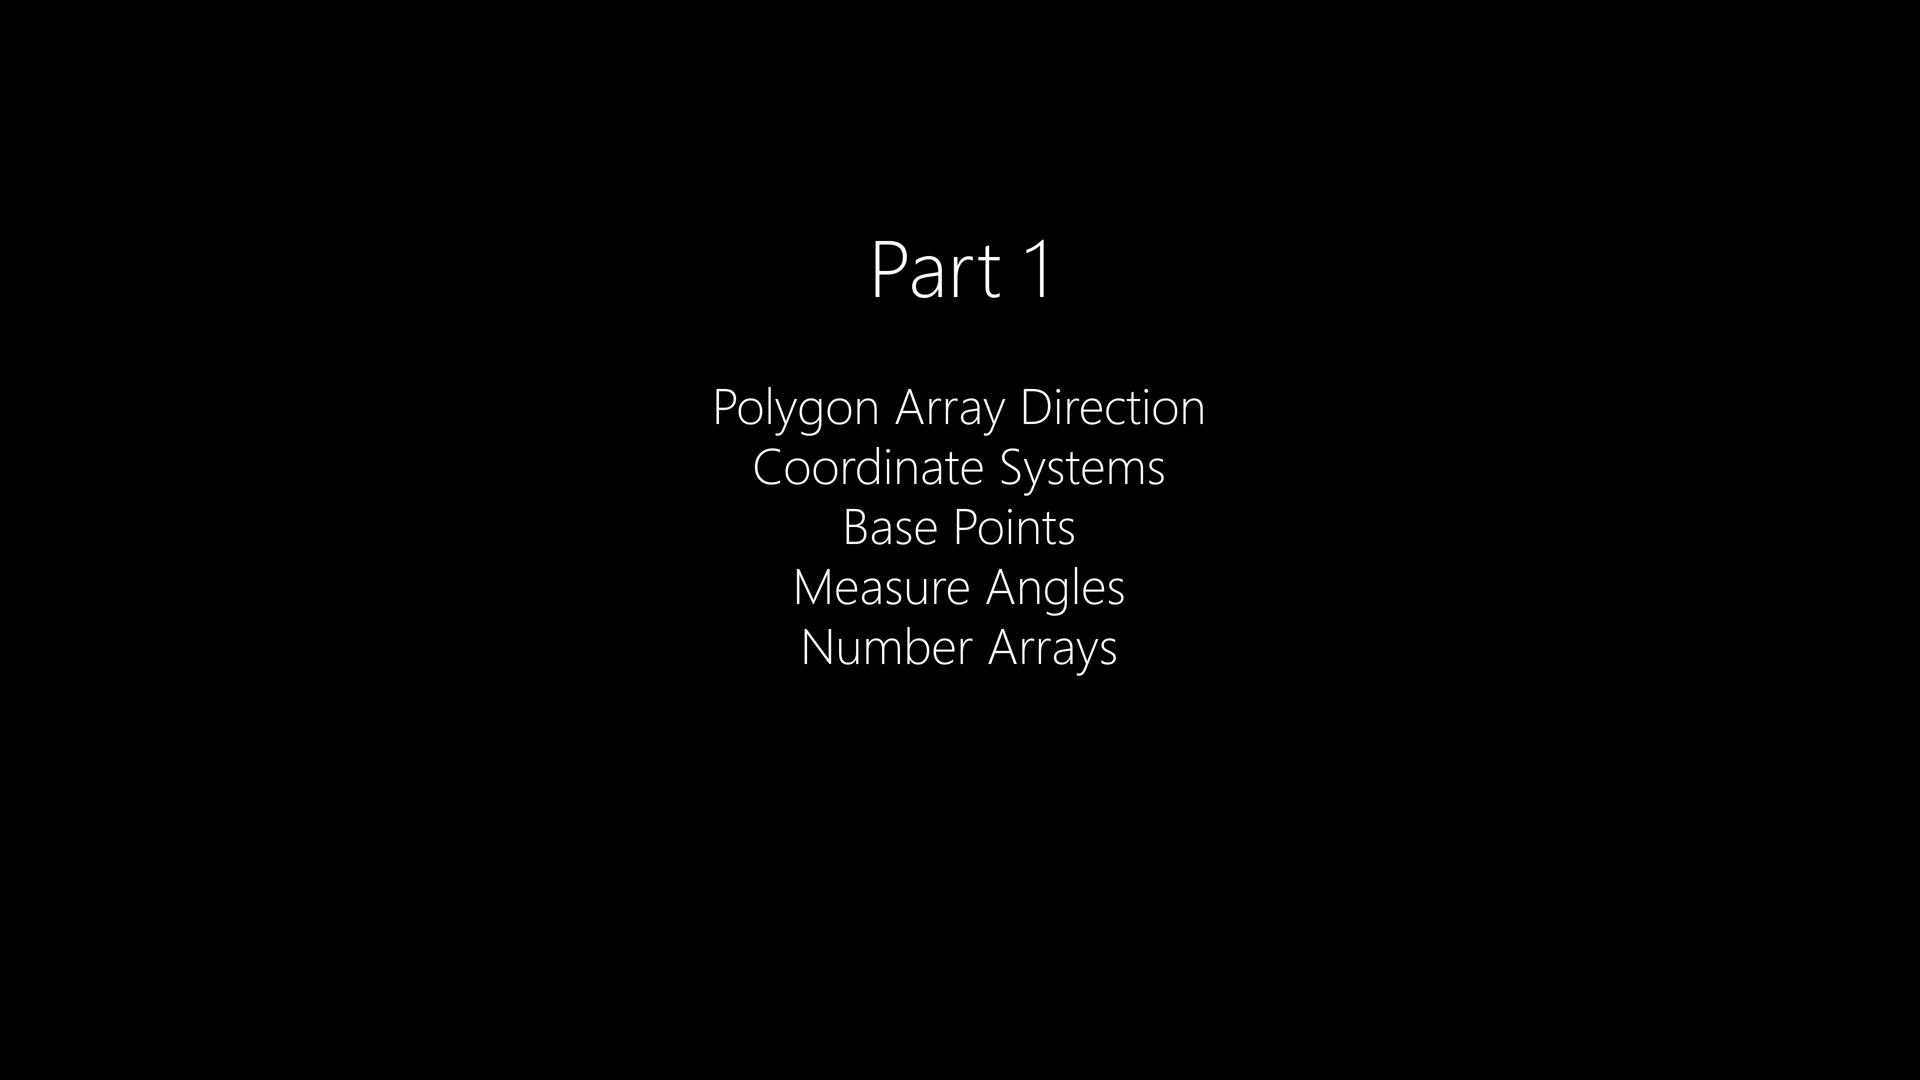 Part 1
Polygon Array Direction
Coordinate Systems
Base Points
Measure Angles
Number Arrays